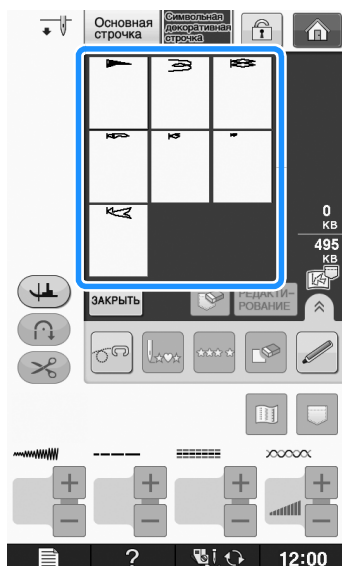 Основная
строчка
Символьная
декоративная
строчка
0
КВ
495
КВ
ЗАКРЫТЬ
РЕДАКТИ-
РОВАНИЕ
?
12:00